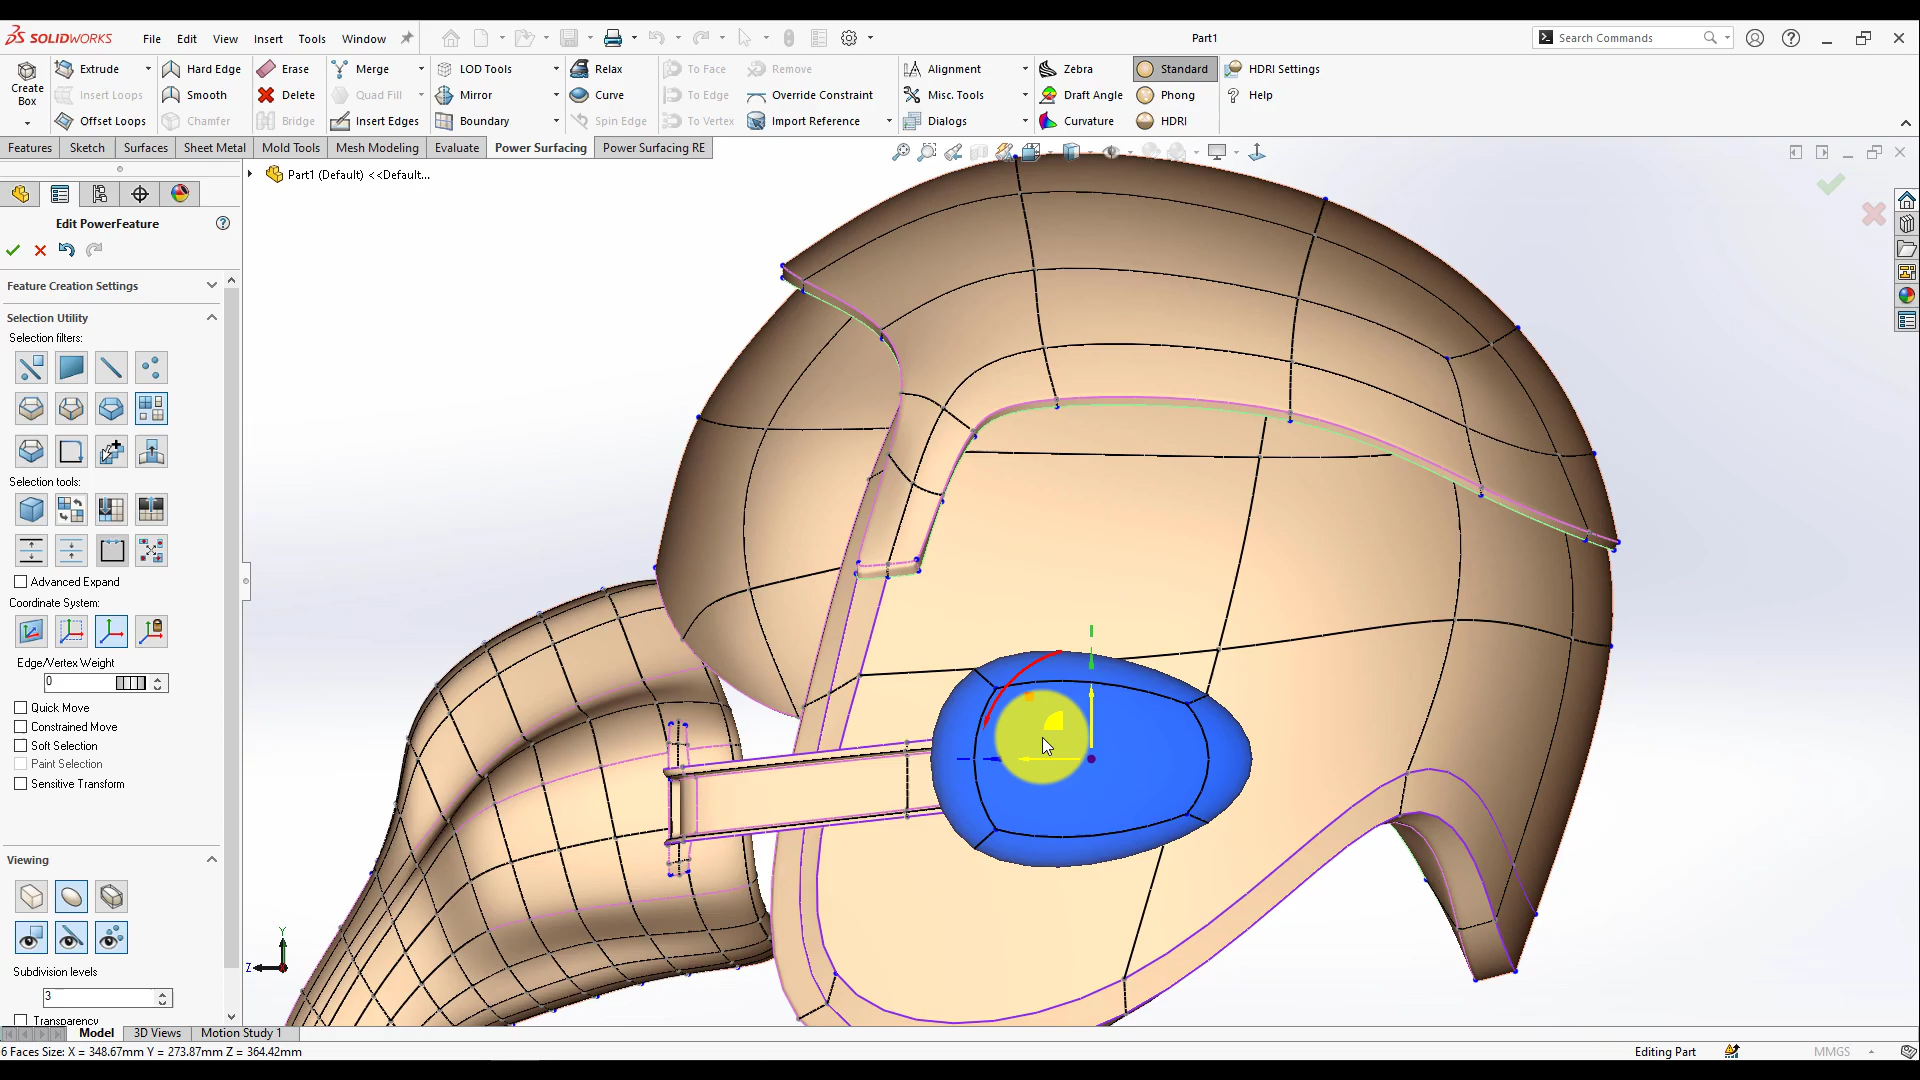 SOLIDWORKS File Edit View Insert Tools Window Part1 Search Commands
Create Box
Extrude Hard Edge Erase Merge LOD Tools Relax To Face Remove Alignment Zebra Standard HDRI Settings
Insert Loops Smooth Delete Quad Fill Mirror Curve To Edge Override Constraint Misc. Tools Draft Angle Phong Help
Offset Loops Chamfer Bridge Insert Edges Boundary Spin Edge To Vertex Import Reference Dialogs Curvature HDRI
Features Sketch Surfaces Sheet Metal Mold Tools Mesh Modeling Evaluate Power Surfacing Power Surfacing RE
Part1 (Default) <<Default...
Edit PowerFeature
Feature Creation Settings
Selection Utility
Selection filters:
Selection tools:
Advanced Expand
Coordinate System:
Edge/Vertex Weight
0
Quick Move
Constrained Move
Soft Selection
Paint Selection
Sensitive Transform
Viewing
Subdivision levels
3
Transparency
Y
Z
Model 3D Views Motion Study 1
6 Faces Size: X = 348.67mm Y = 273.87mm Z = 364.42mm Editing Part MMGS